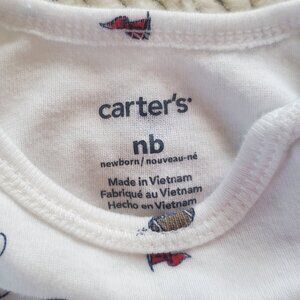 carter's
nb
newborn/nouveau-né
Made in Vietnam
Fabriqué au Vietnam
Hecho en Vietnam